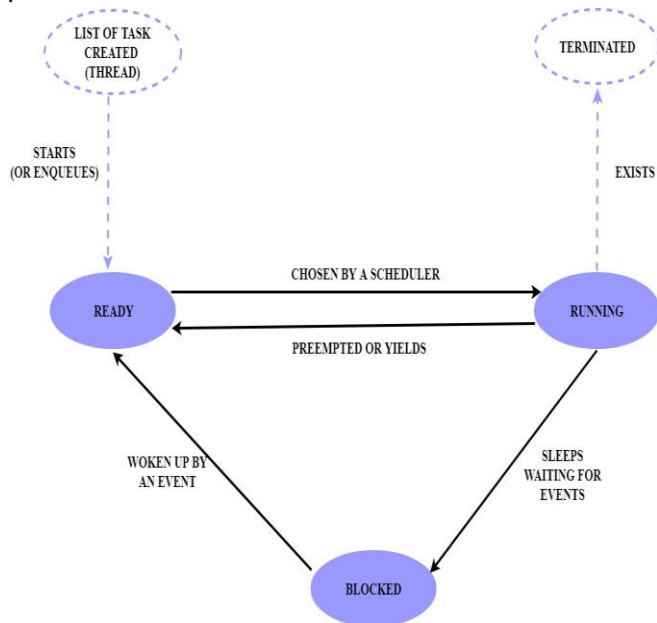 LIST OF TASK
CREATED
(THREAD)
TERMINATED
STARTS
(OR ENQUEUES)
EXISTS
CHOSEN BY A SCHEDULER
READY
RUNNING
PREEMPTED OR YIELDS
WOKEN UP BY
AN EVENT
SLEEPS
WAITING FOR
EVENTS
BLOCKED